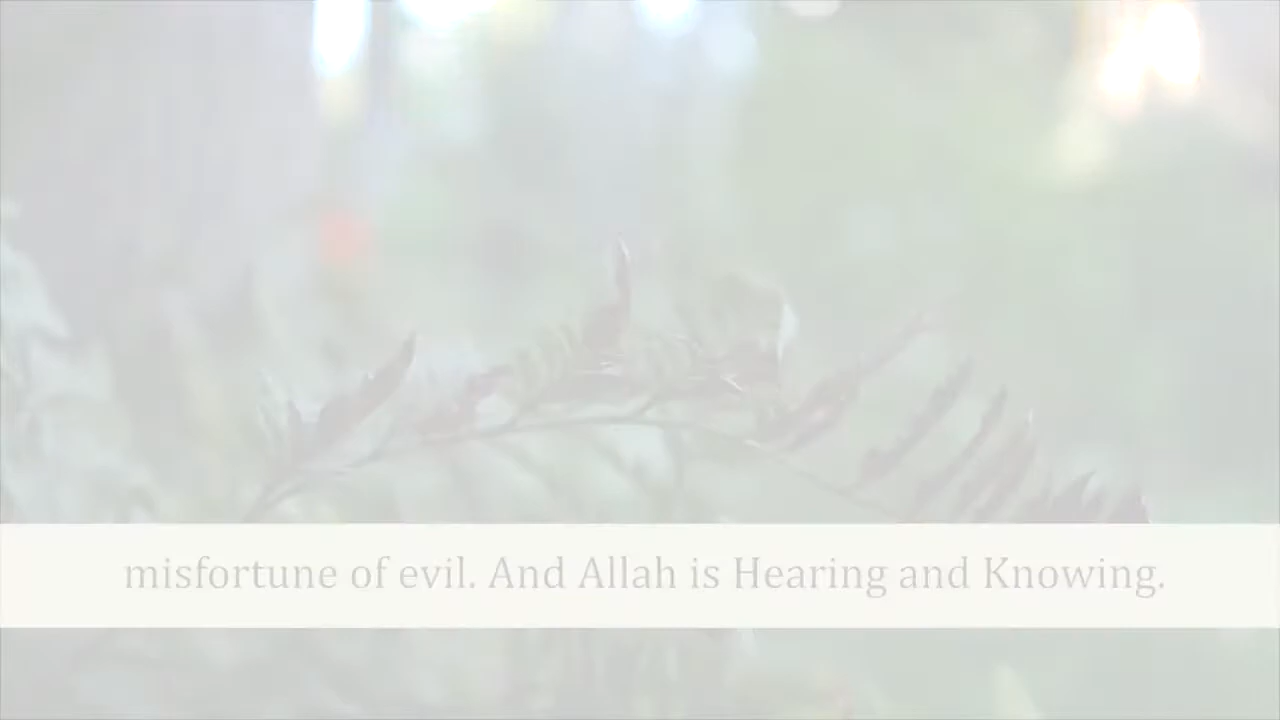 misfortune of evil. And Allah is Hearing and Knowing.